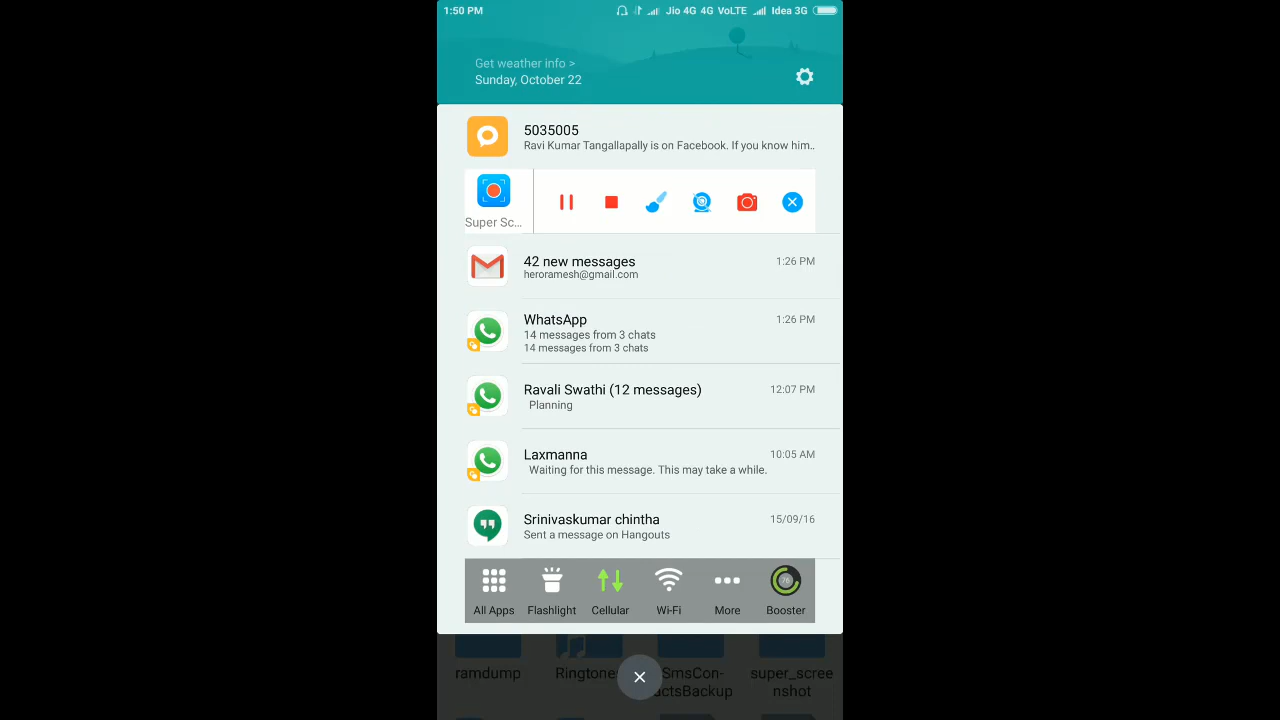 1:50 PM
Jio 4G 4G VoLTE Idea 3G
Get weather info >
Sunday, October 22
5035005
Ravi Kumar Tangallapally is on Facebook. If you know him..
Super Sc...
42 new messages 1:26 PM
heroramesh@gmail.com
WhatsApp 1:26 PM
14 messages from 3 chats
14 messages from 3 chats
Ravali Swathi (12 messages) 12:07 PM
Planning
Laxmanna 10:05 AM
Waiting for this message. This may take a while.
Srinivaskumar chintha 15/09/16
Sent a message on Hangouts
76
All Apps Flashlight Cellular Wi-Fi More Booster
ramdump Ringtone SmsCon- super_scree
actsBackup nshot